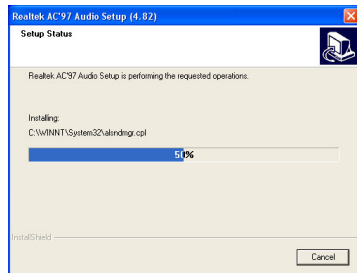 Realtek AC'97 Audio Setup (4.82)
Setup Status
Realtek AC'97 Audio Setup is performing the requested operations.
Installing:
C:\WINNT\System32\alsndmgr.cpl
50%
InstallShield
Cancel